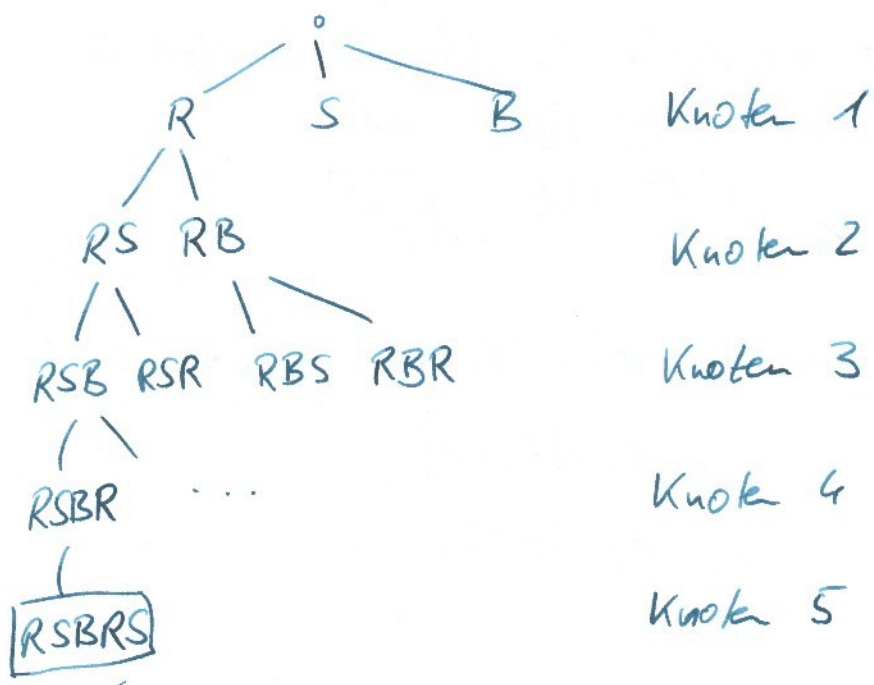 R S B Knoten 1
RS RB Knoten 2
RSB RSR RBS RBR Knoten 3
RSBR ... Knoten 4
RSBRS Knoten 5